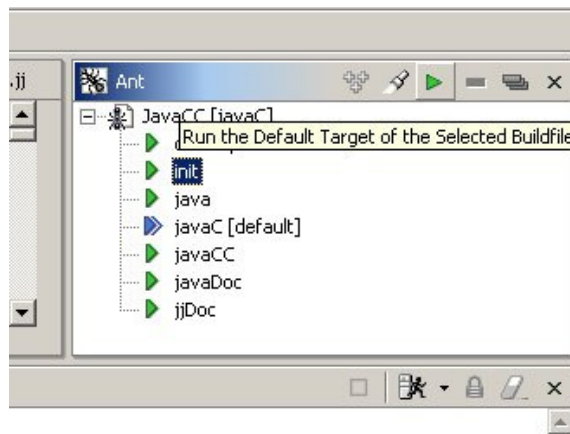 .jj
Ant
JavaCC [javaC]
Run the Default Target of the Selected Buildfile
init
java
javaC [default]
javaCC
javaDoc
jjDoc